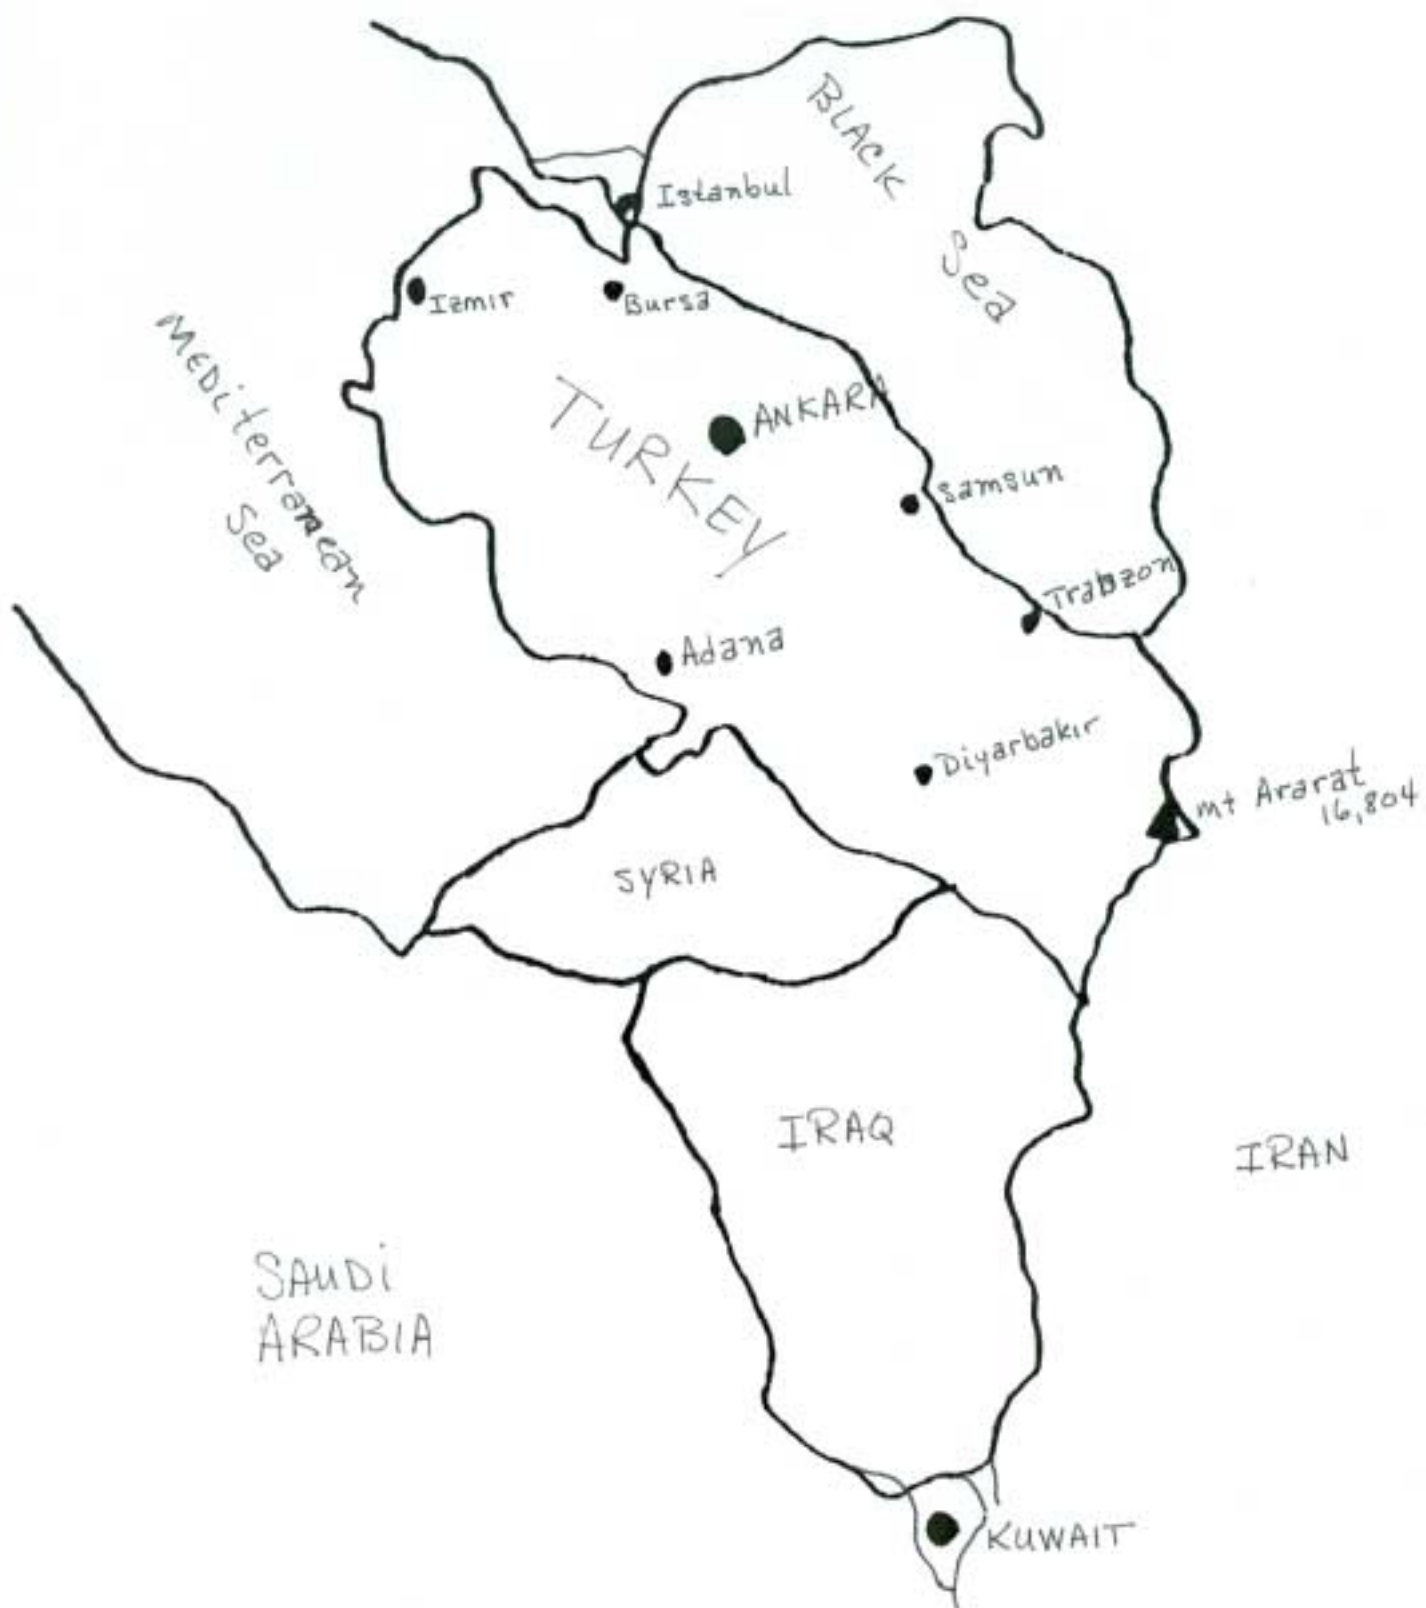 BLACK
Sea
Istanbul
Izmir
Bursa
MEDiterranean
Sea
TURKEY
ANKARA
Samsun
Trabzon
Adana
Diyarbakır
mt Ararat
16,804
SYRIA
IRAQ
IRAN
SAUDi
ARABIA
KUWAIT